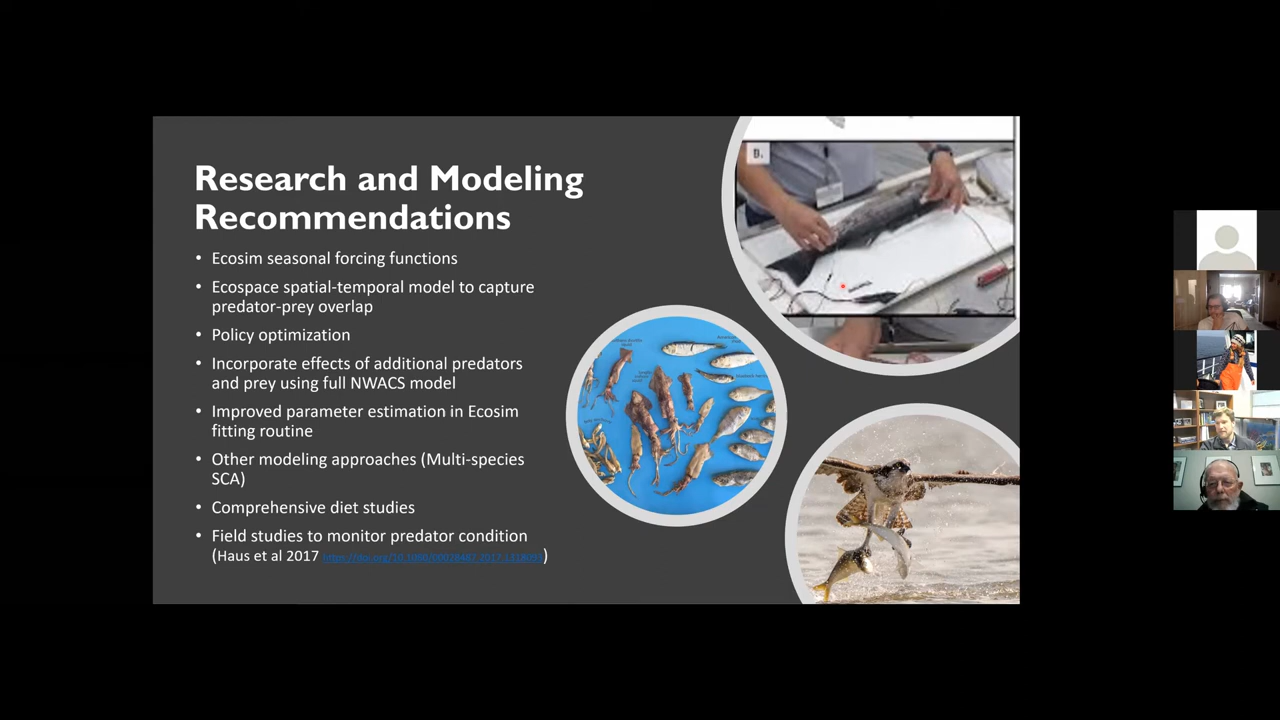 Research and Modeling
Recommendations
• Ecosim seasonal forcing functions
• Ecospace spatial-temporal model to capture
predator-prey overlap
• Policy optimization
• Incorporate effects of additional predators
and prey using full NWACS model
• Improved parameter estimation in Ecosim
fitting routine
• Other modeling approaches (Multi-species
SCA)
• Comprehensive diet studies
• Field studies to monitor predator condition
(Haus et al 2017 )
B.